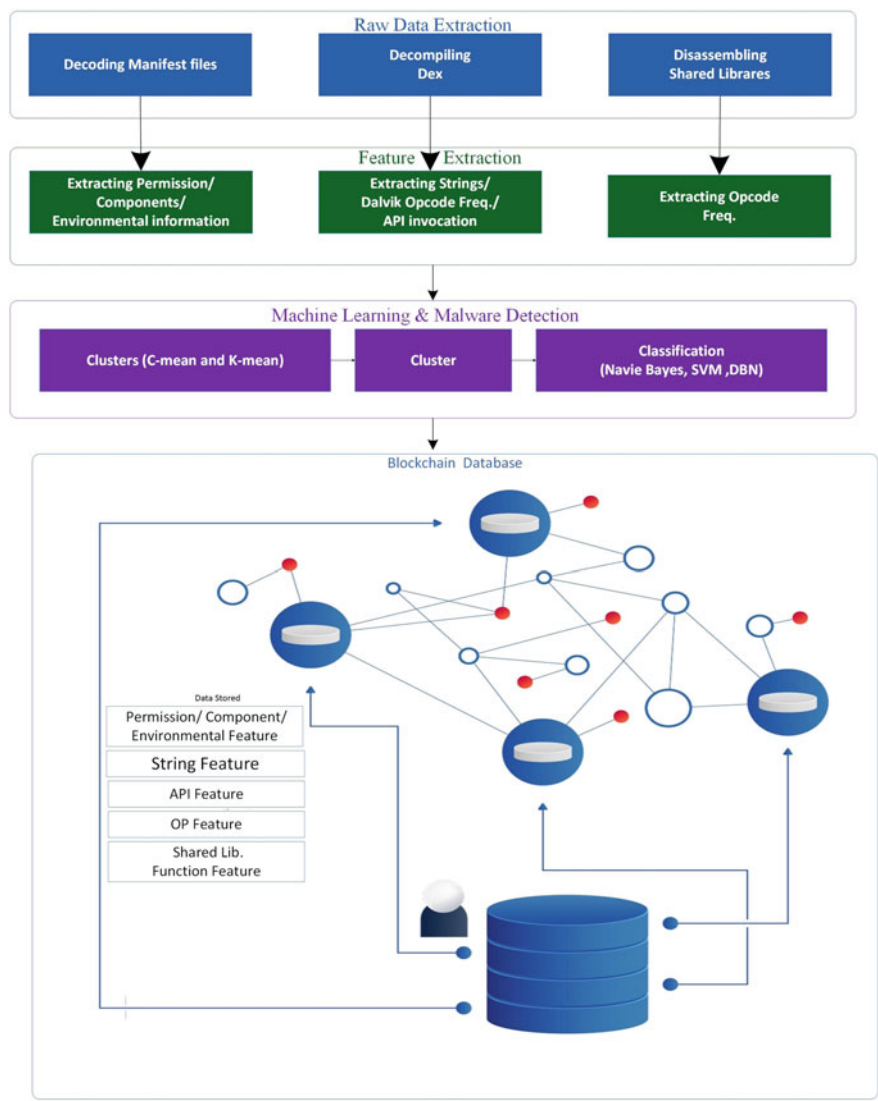 Raw Data Extraction
Decoding Manifest files
Decompiling
Dex
Disassembling
Shared Librares
Feature Extraction
Extracting Permission/
Components/
Environmental information
Extracting Strings/
Dalvik Opcode Freq./
API invocation
Extracting Opcode
Freq.
Machine Learning & Malware Detection
Clusters (C-mean and K-mean)
Cluster
Classification
(Navie Bayes, SVM ,DBN)
Blockchain Database
Data Stored
Permission/ Component/
Environmental Feature
String Feature
API Feature
OP Feature
Shared Lib.
Function Feature